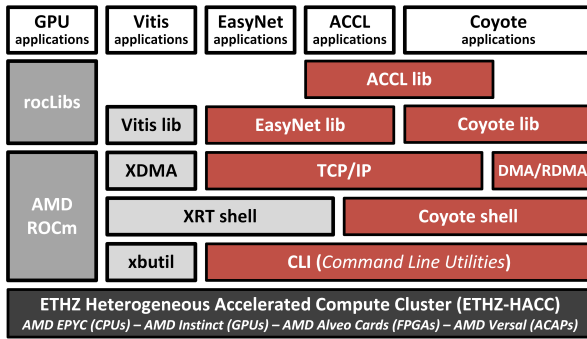 GPU
applications
Vitis
applications
EasyNet
applications
ACCL
applications
Coyote
applications
rocLibs
ACCL lib
Vitis lib
EasyNet lib
Coyote lib
AMD
ROCm
XDMA
TCP/IP
DMA/RDMA
XRT shell
Coyote shell
xbutil
CLI (Command Line Utilities)
ETHZ Heterogeneous Accelerated Compute Cluster (ETHZ-HACC)
AMD EPYC (CPUs) – AMD Instinct (GPUs) – AMD Alveo Cards (FPGAs) – AMD Versal (ACAPs)